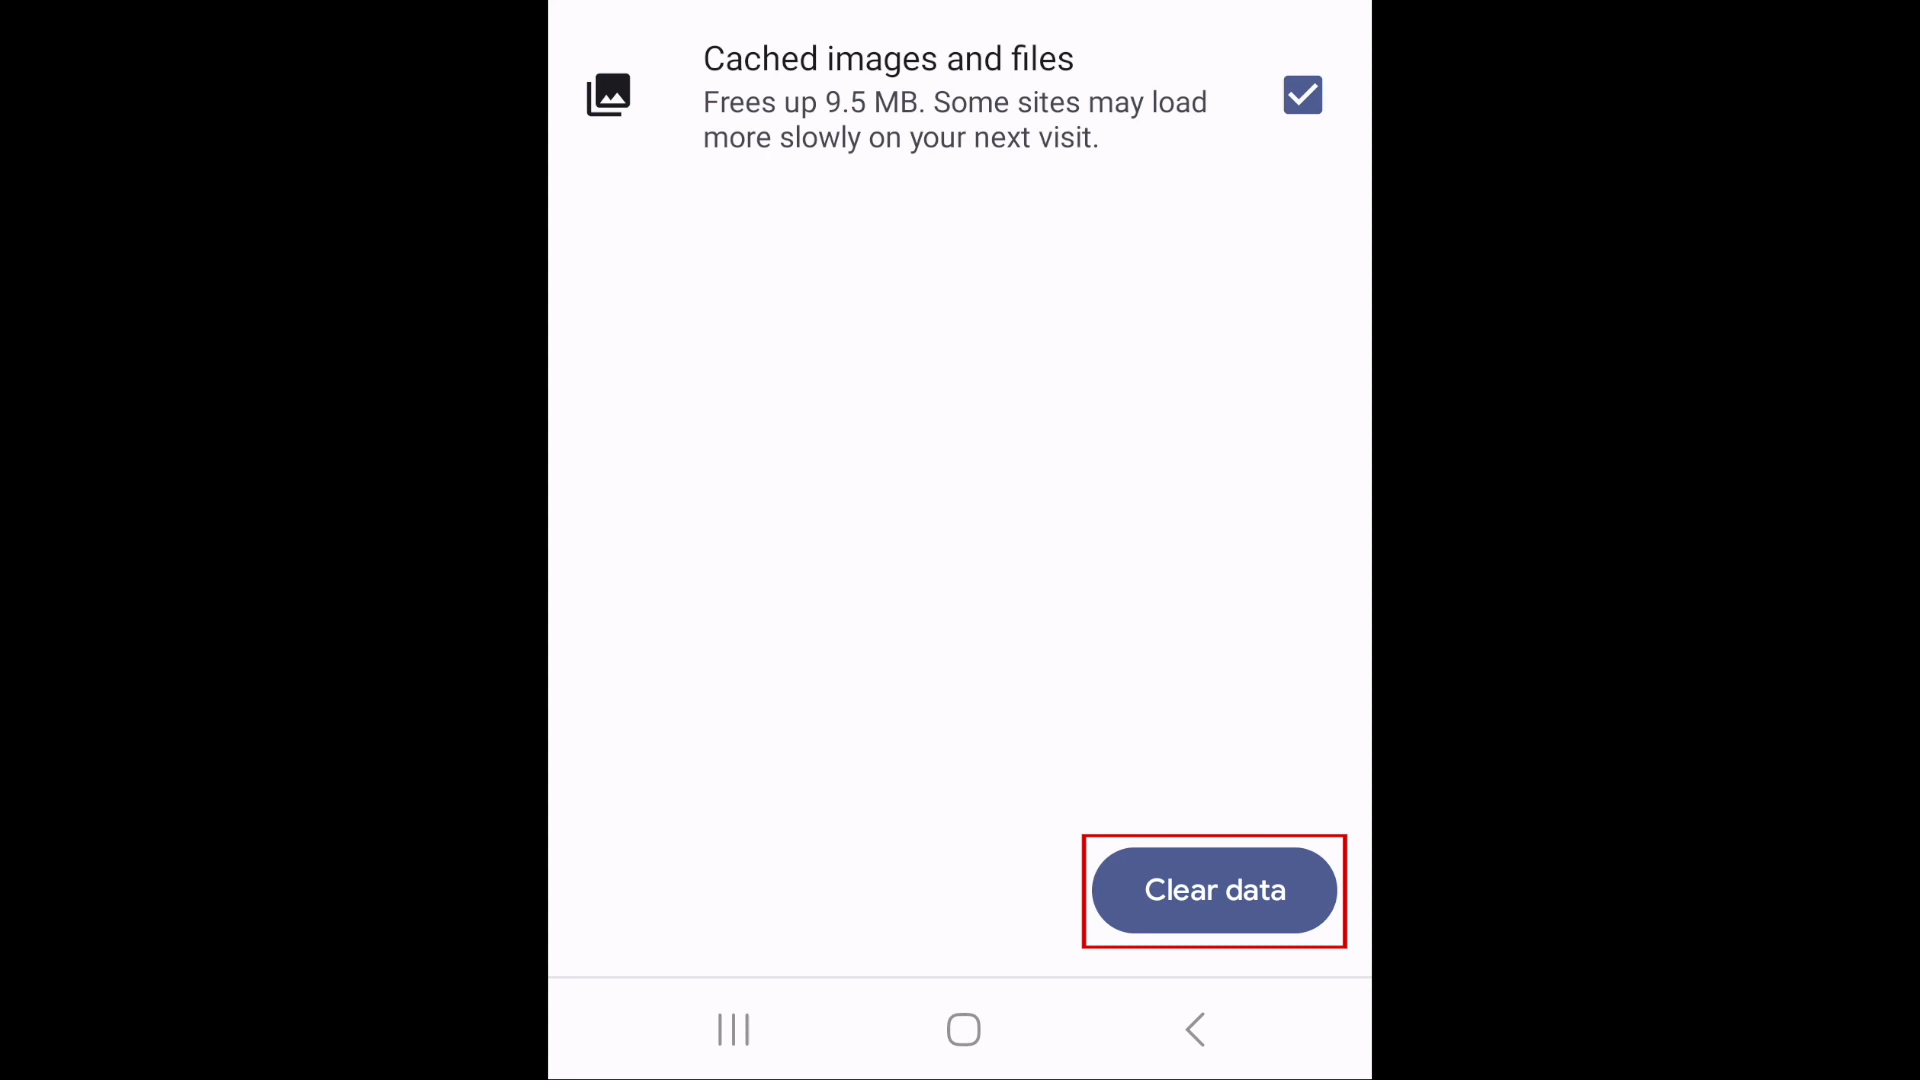 Cached images and files
Frees up 9.5 MB. Some sites may load
more slowly on your next visit.
Clear data